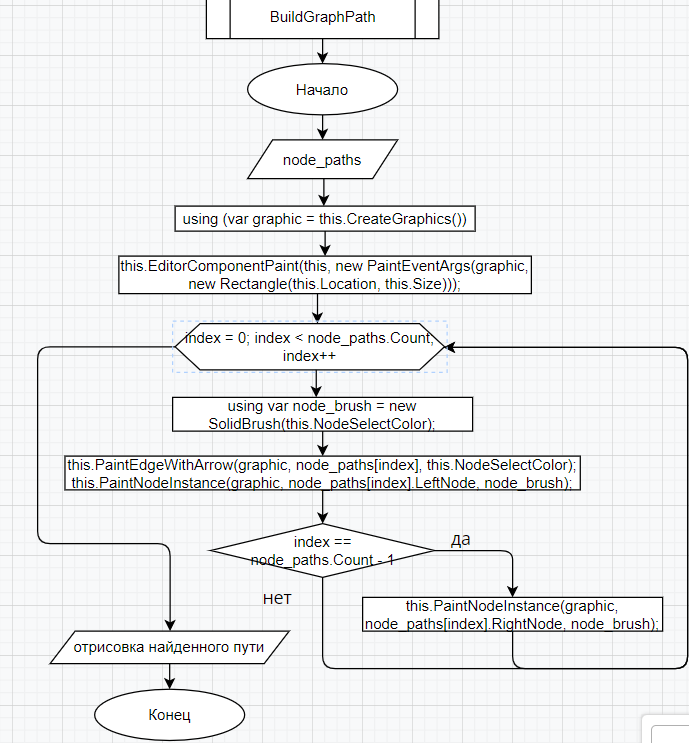 BuildGraphPath
Начало
node_paths
using (var graphic = this.CreateGraphics())
this.EditorComponentPaint(this, new PaintEventArgs(graphic,
new Rectangle(this.Location, this.Size)));
index = 0; index < node_paths.Count,
index++
using var node_brush = new
SolidBrush(this.NodeSelectColor);
this.PaintEdgeWithArrow(graphic, node_paths[index], this.NodeSelectColor);
this.PaintNodeInstance(graphic, node_paths[index].LeftNode, node_brush);
index ==
node_paths.Count - 1
да
нет
this.PaintNodeInstance(graphic,
node_paths[index].RightNode, node_brush);
отрисовка найденного пути
Конец